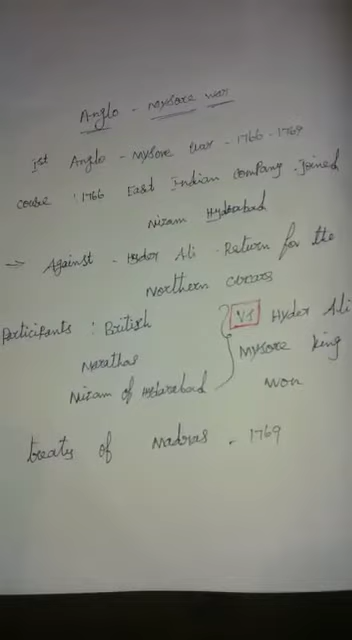 Anglo - Mysore war
1st Anglo - Mysore war - 1766 - 1769
couse : 1766 East Indian Company Joined
Nizam Hyderabad
→ Against - Hyder Ali - Return for the
Northern circars
Participants : British
Marathas
Nizam of Hyderabad
VS Hyder Ali
Mysore King
won
treaty of Madras - 1769